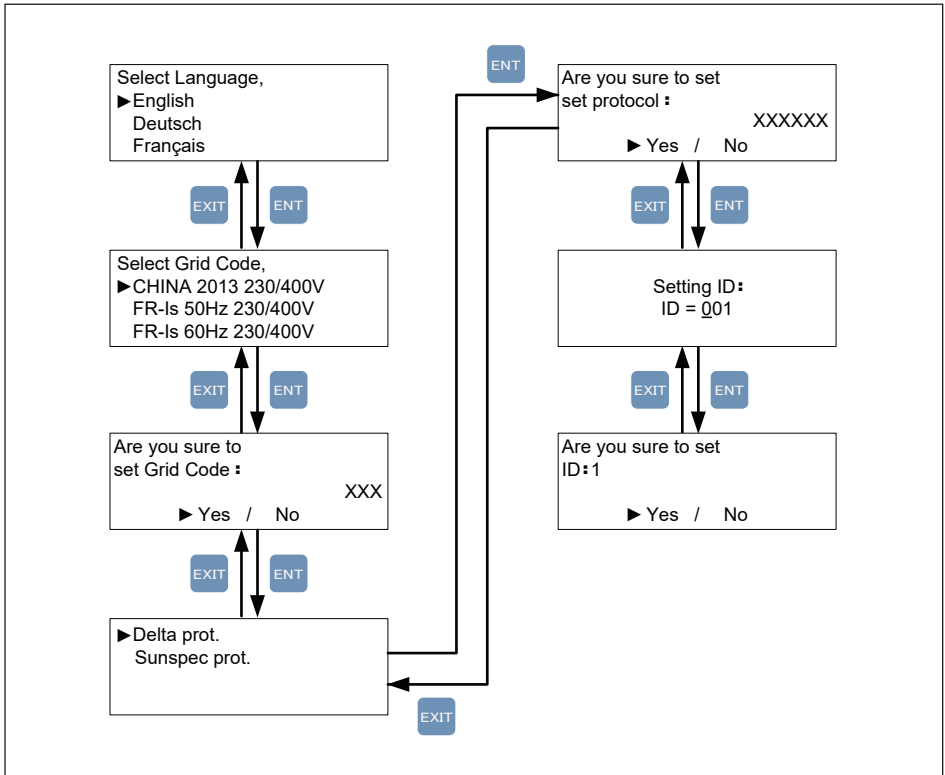 Select Language,
►English
Deutsch
Français
EXIT
ENT
Select Grid Code,
►CHINA 2013 230/400V
FR-Is 50Hz 230/400V
FR-Is 60Hz 230/400V
EXIT
ENT
Are you sure to
set Grid Code:
XXX
► Yes / No
EXIT
ENT
►Delta prot.
Sunspec prot.
ENT
EXIT
Are you sure to set
set protocol:
XXXXXX
► Yes / No
EXIT
ENT
Setting ID:
ID = 001
EXIT
ENT
Are you sure to set
ID:1
► Yes / No